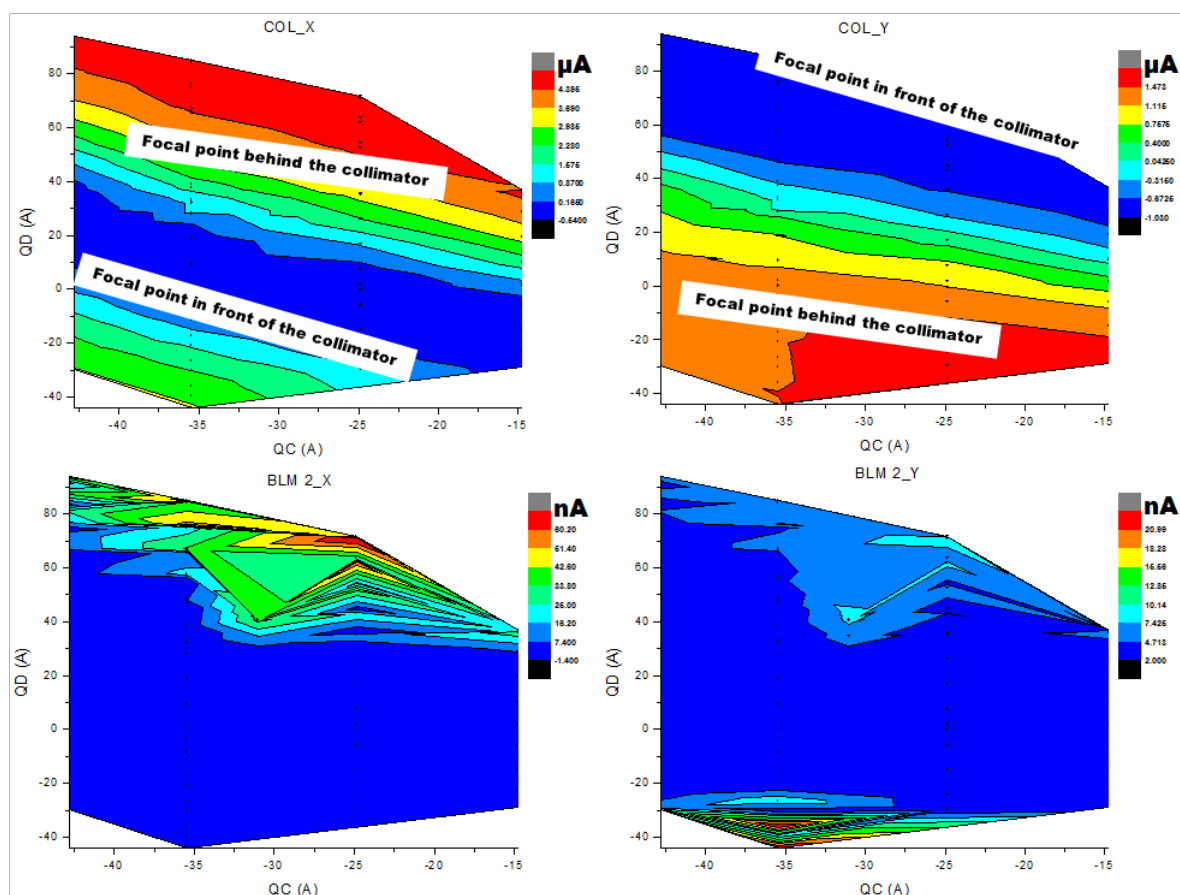 COL_X
µA
4.395
3.690
2.985
2.280
1.575
0.8700
0.1650
-0.5400
Focal point behind the collimator
Focal point in front of the collimator
QD (A)
80
60
40
20
0
-20
-40
-40 -35 -30 -25 -20 -15
QC (A)
COL_Y
µA
1.473
1.115
0.7575
0.4000
0.04250
-0.3150
-0.6725
-1.030
Focal point in front of the collimator
Focal point behind the collimator
QD (A)
80
60
40
20
0
-20
-40
-40 -35 -30 -25 -20 -15
QC (A)
BLM 2_X
nA
60.20
51.40
42.60
33.80
25.00
16.20
7.400
-1.400
QD (A)
80
60
40
20
0
-20
-40
-40 -35 -30 -25 -20 -15
QC (A)
BLM 2_Y
nA
20.99
18.28
15.56
12.85
10.14
7.425
4.713
2.000
QD (A)
80
60
40
20
0
-20
-40
-40 -35 -30 -25 -20 -15
QC (A)